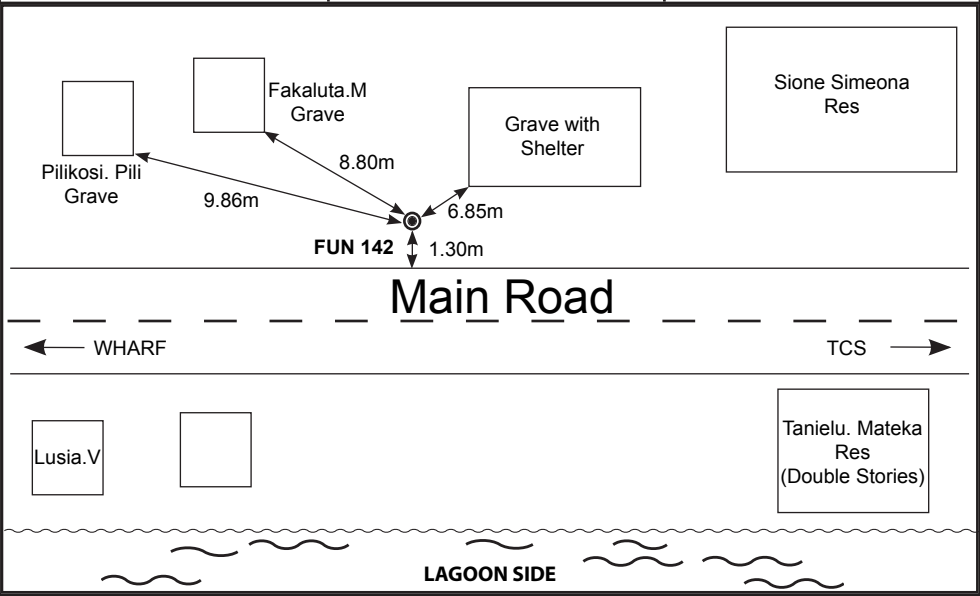 Fakaluta.M
Grave
Sione Simeona
Res
Grave with
Shelter
Pilikosi. Pili
Grave
8.80m
9.86m
6.85m
FUN 142
1.30m
Main Road
WHARF
TCS
Lusia.V
Tanielu. Mateka
Res
(Double Stories)
LAGOON SIDE